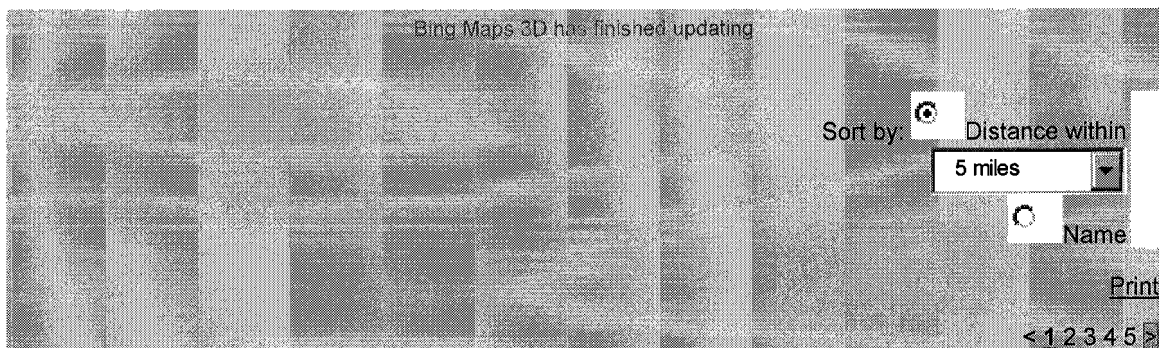 Bing Maps 3D has finished updating
Sort by: Distance within
5 miles
Name
Print
< 1 2 3 4 5 >